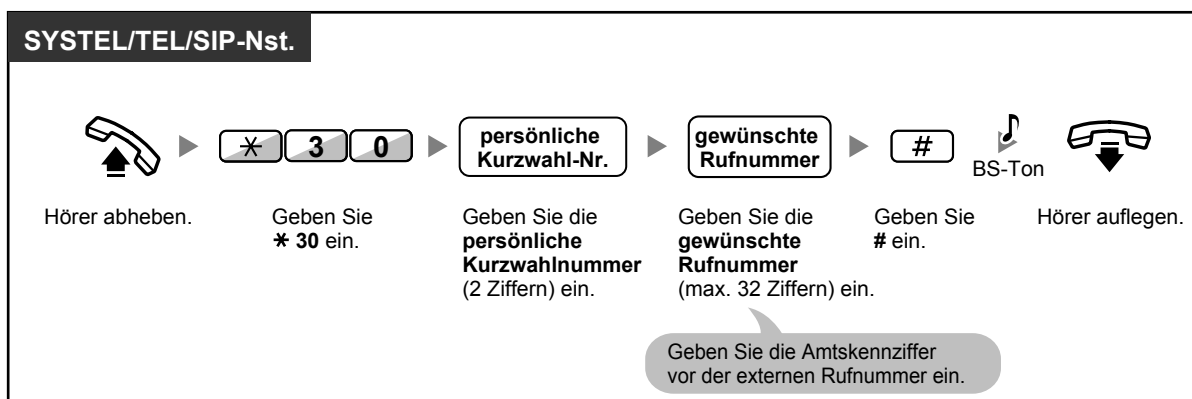 SYSTEL/TEL/SIP-Nst.
* 3 0
persönliche
Kurzwahl-Nr.
gewünschte
Rufnummer
#
BS-Ton
Hörer abheben.
Geben Sie
* 30 ein.
Geben Sie die
persönliche
Kurzwahlnummer
(2 Ziffern) ein.
Geben Sie die
gewünschte
Rufnummer
(max. 32 Ziffern) ein.
Geben Sie
# ein.
Hörer auflegen.
Geben Sie die Amtskennziffer
vor der externen Rufnummer ein.